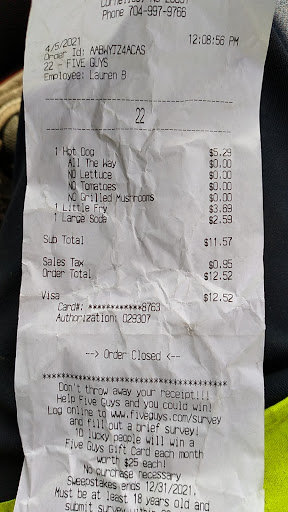 Phone 704-997-9766
4/5/2021 12:08:56 PM
Order Id: AABWYJZ4ACAS
22 - FIVE GUYS
Employee: Lauren B
22
1 Hot Dog $5.29
All The Way $0.00
NO Lettuce $0.00
NO Tomatoes $0.00
NO Grilled Mushrooms $0.00
1 Little Fry $3.69
1 Large Soda $2.59
Sub Total $11.57
Sales Tax $0.95
Order Total $12.52
Visa $12.52
Card#: ************8763
Authorization: 029307
--> Order Closed <--
****************************************
Don't throw away your receipt!!!
Help Five Guys and you could win!
Log online to www.fiveguys.com/survey
and fill out a brief survey!
10 lucky people will win a
Five Guys Gift Card each month
worth $25 each!
No purchase necessary
Sweepstakes ends 12/31/2021.
Must be at least 18 years old and
submit survey within